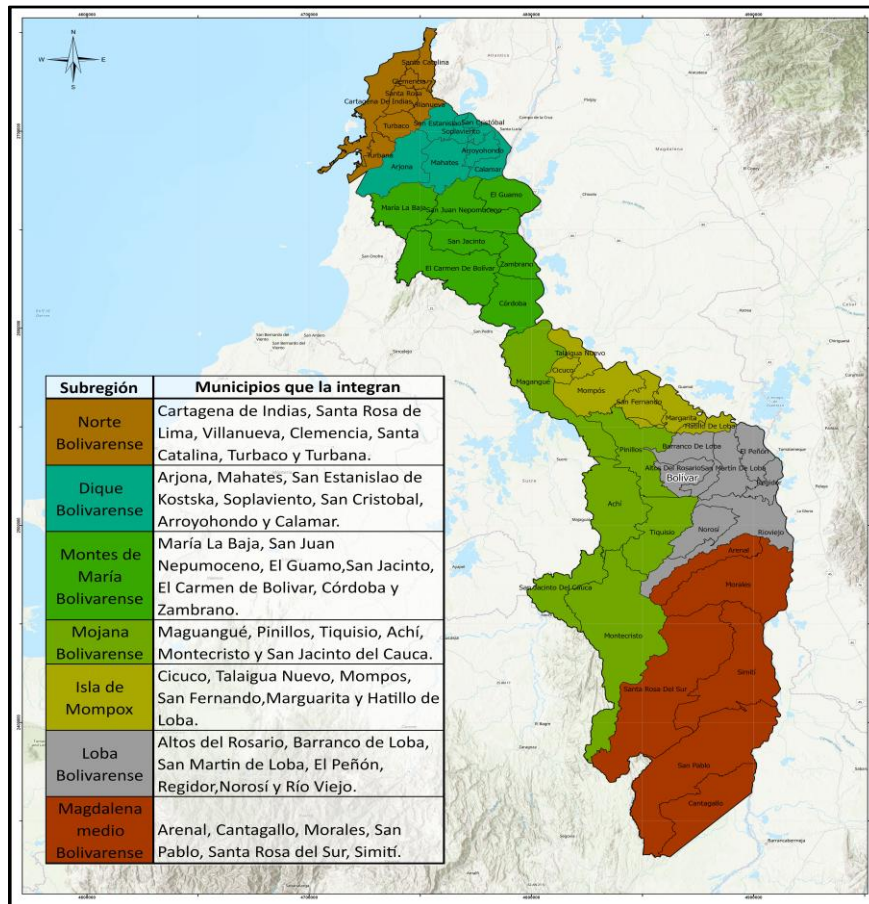 N
W E
S
Santa Catalina
Clemencia
Santa Rosa
Cartagena De Indias
Villanueva
Turbaco
San Estanislao
San Cristóbal
Soplaviento
Turbana
Arjona
Mahates
Arroyohondo
Calamar
El Guamo
María La Baja
San Juan Nepomuceno
San Jacinto
El Carmen De Bolívar
Zambrano
Córdoba
Talaigua Nuevo
Cicuco
Magangué
Mompós
San Fernando
Margarita
Hatillo De Loba
Pinillos
Barranco De Loba
El Peñón
Altos Del Rosario
San Martín De Loba
Bolívar
Regidor
Achí
Tiquisio
Norosí
Rioviejo
Arenal
Morales
San Jacinto Del Cauca
Montecristo
Simití
Santa Rosa Del Sur
San Pablo
Cantagallo
Subregión Municipios que la integran
Norte
Bolivarense
Cartagena de Indias, Santa Rosa de
Lima, Villanueva, Clemencia, Santa
Catalina, Turbaco y Turbana.
Dique
Bolivarense
Arjona, Mahates, San Estanislao de
Kostska, Soplaviento, San Cristobal,
Arroyohondo y Calamar.
Montes de
María
Bolivarense
María La Baja, San Juan
Nepumoceno, El Guamo,San Jacinto,
El Carmen de Bolivar, Córdoba y
Zambrano.
Mojana
Bolivarense
Maguangué, Pinillos, Tiquisio, Achí,
Montecristo y San Jacinto del Cauca.
Isla de
Mompox
Cicuco, Talaigua Nuevo, Mompos,
San Fernando,Marguarita y Hatillo de
Loba.
Loba
Bolivarense
Altos del Rosario, Barranco de Loba,
San Martin de Loba, El Peñón,
Regidor,Norosí y Río Viejo.
Magdalena
medio
Bolivarense
Arenal, Cantagallo, Morales, San
Pablo, Santa Rosa del Sur, Simití.